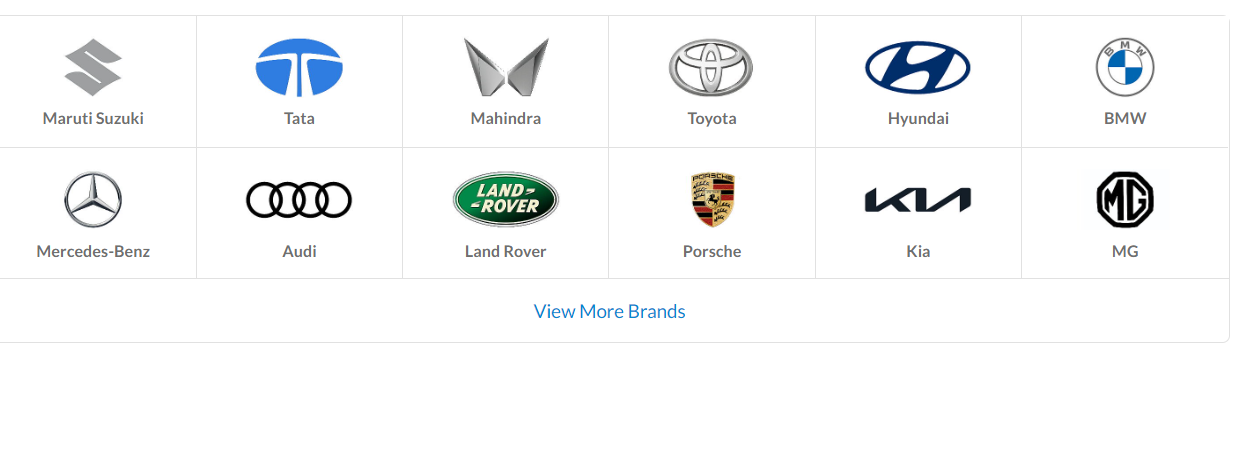 Maruti Suzuki
Tata
Mahindra
Toyota
Hyundai
BMW
BMW
LAND-
-ROVER
PORSCHE
KIA
MG
Mercedes-Benz
Audi
Land Rover
Porsche
Kia
MG
View More Brands